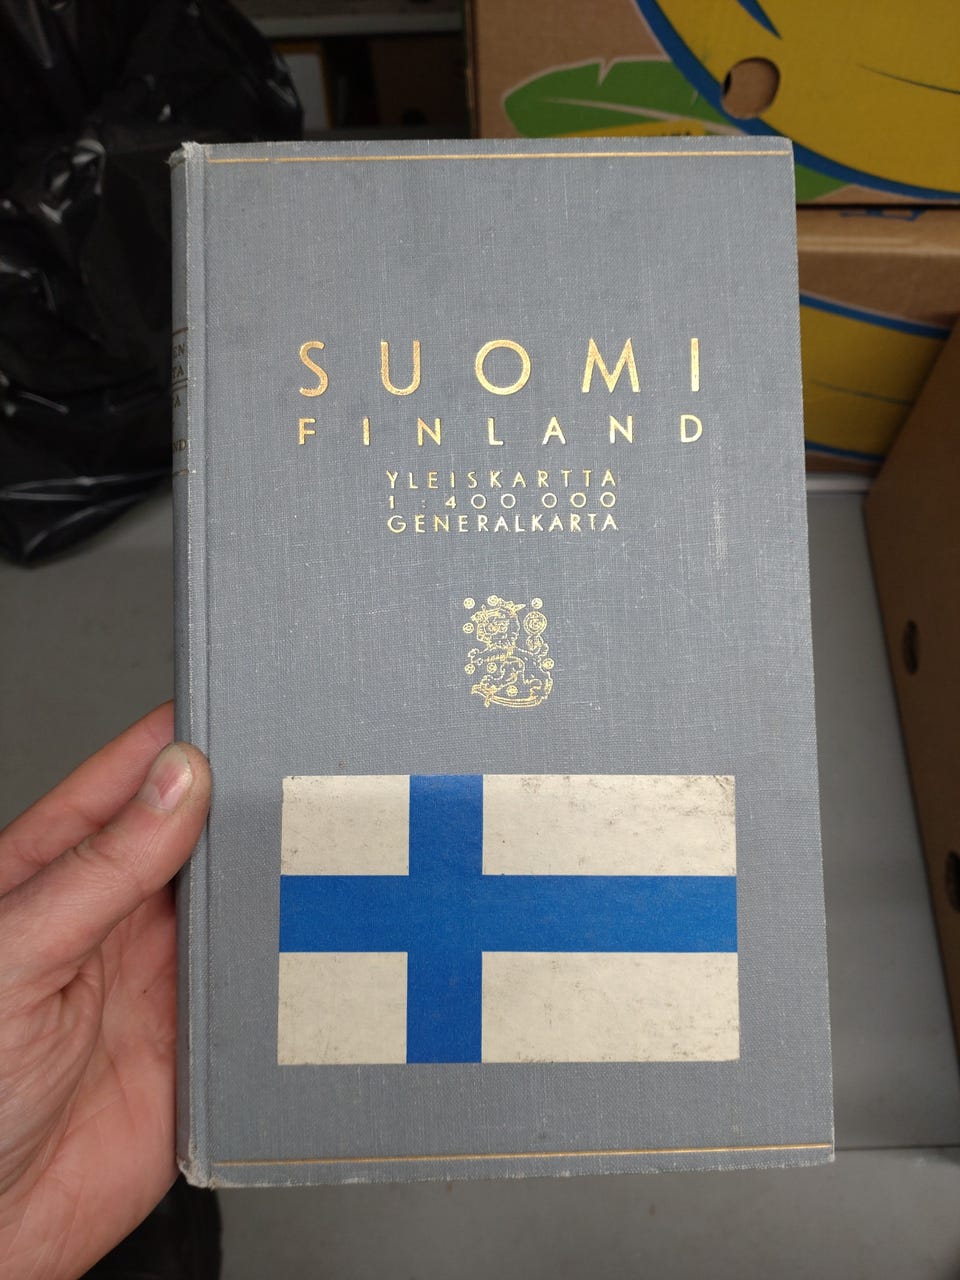 SUOMI
FINLAND
YLEISKARTTA
1 : 400 000
GENERALKARTA